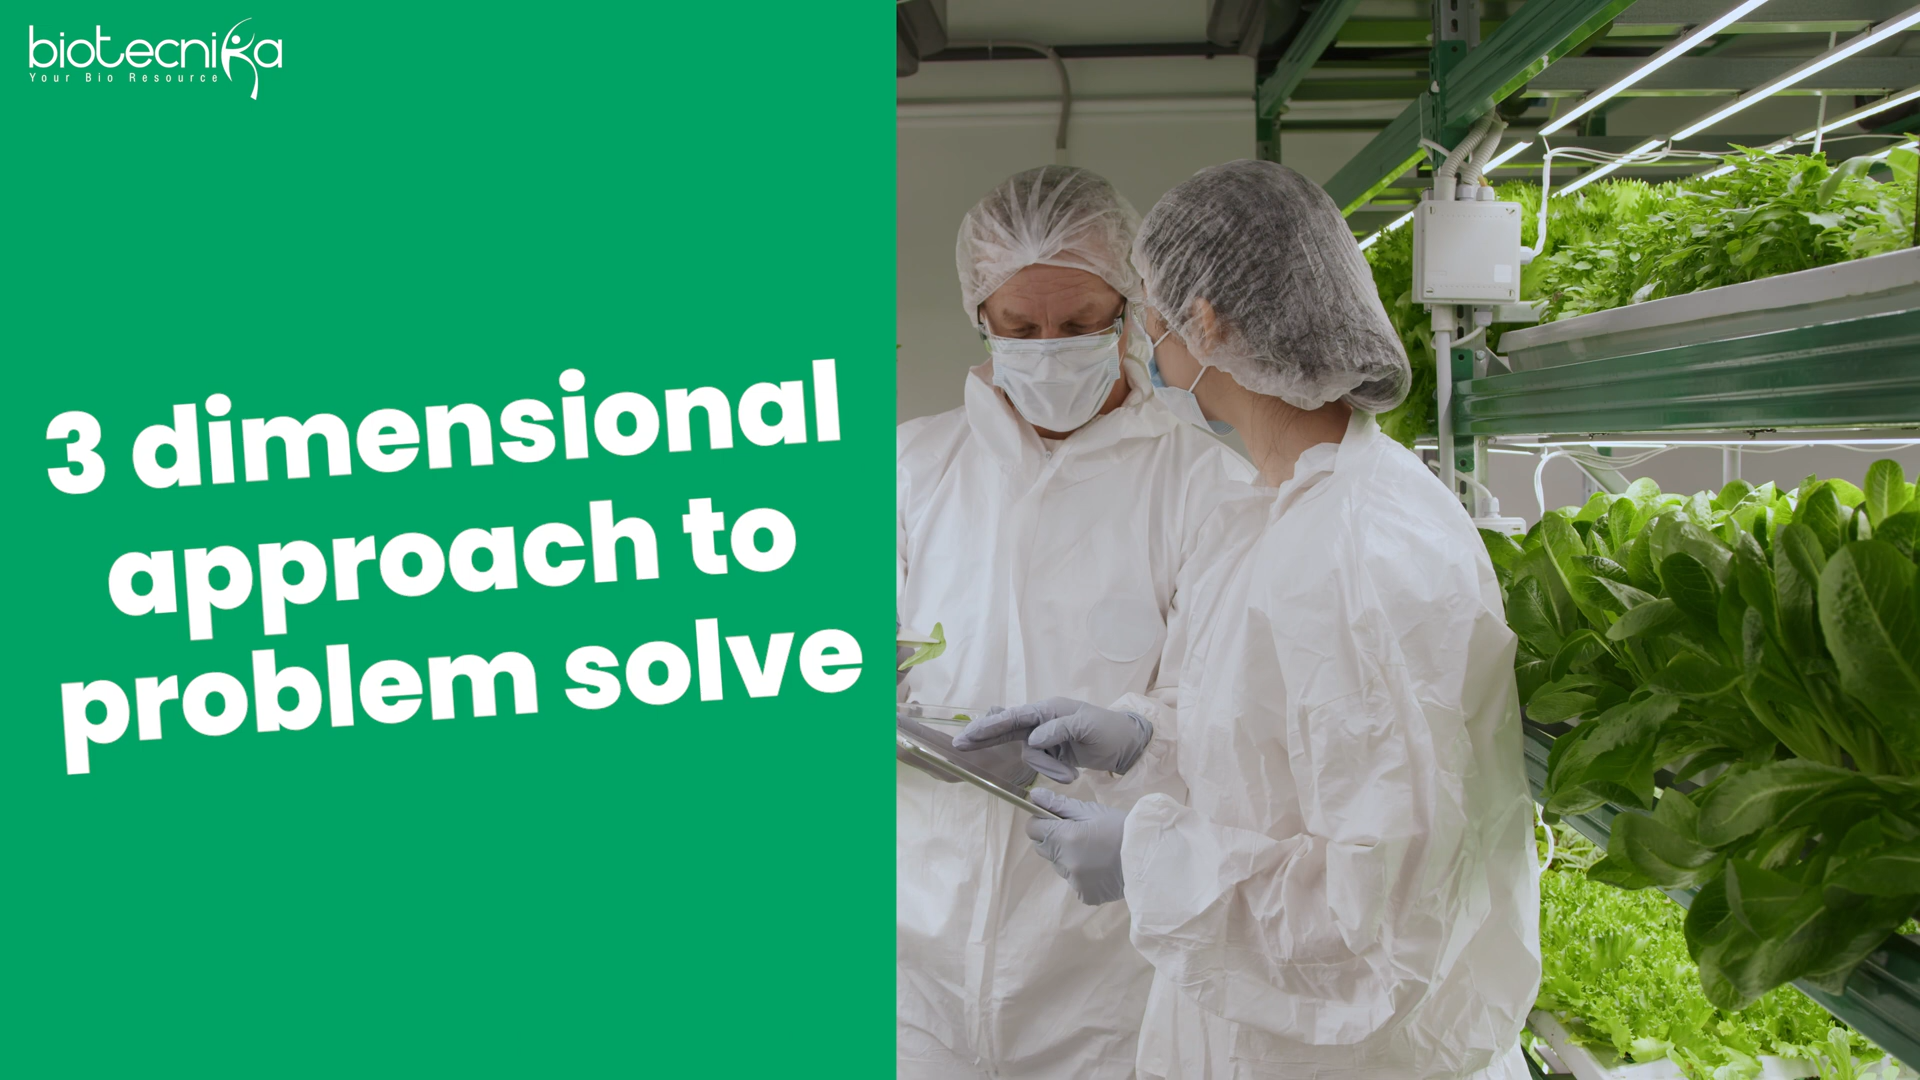 biotecnika
Your Bio Resource
3 dimensional
approach to
problem solve